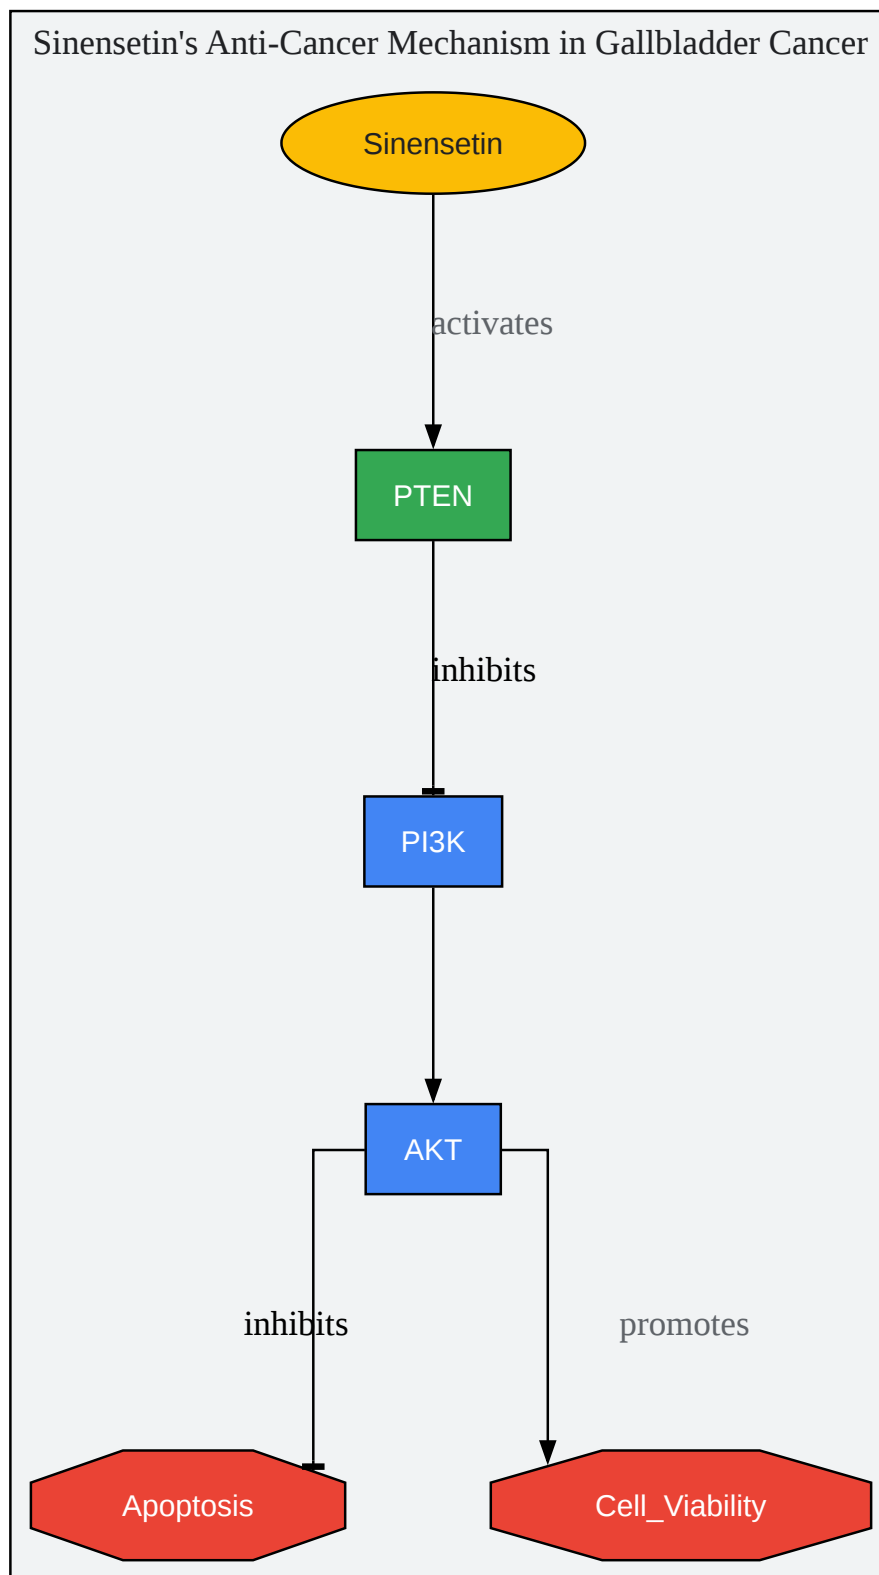 Sinensetin's Anti-Cancer Mechanism in Gallbladder Cancer
Sinensetin
activates
PTEN
inhibits
PI3K
AKT
inhibits
promotes
Apoptosis
Cell_Viability